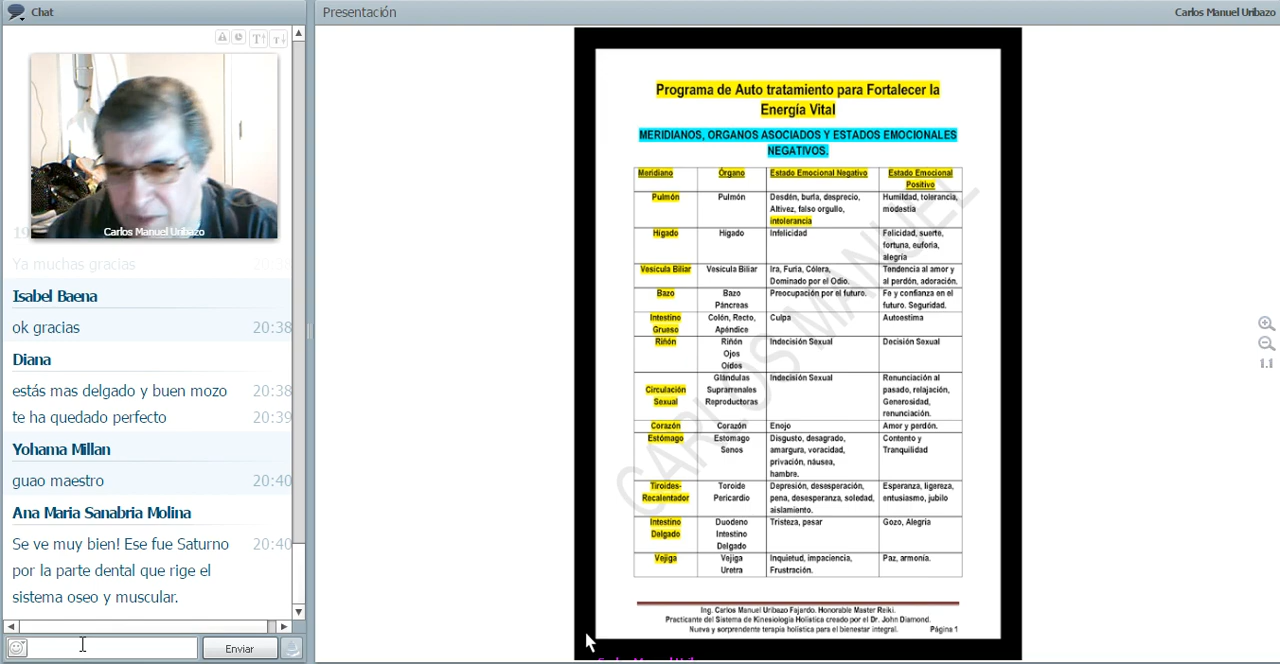 Chat
Presentación
Carlos Manuel Uribazo
Carlos Manuel Uribazo
Ya muchas gracias 20:38
Isabel Baena
ok gracias 20:38
Diana
estás mas delgado y buen mozo 20:38
te ha quedado perfecto 20:39
Yohama Millan
guao maestro 20:40
Ana Maria Sanabria Molina
Se ve muy bien! Ese fue Saturno 20:40
por la parte dental que rige el
sistema oseo y muscular.
Enviar
Programa de Auto tratamiento para Fortalecer la
Energía Vital
MERIDIANOS, ORGANOS ASOCIADOS Y ESTADOS EMOCIONALES
NEGATIVOS.
Meridiano Órgano Estado Emocional Negativo Estado Emocional
Positivo
Pulmón Pulmón Desdén, burla, desprecio, Humildad, tolerancia,
Altivez, falso orgullo, modestia
intolerancia
Hígado Hígado Infelicidad Felicidad, suerte,
fortuna, euforia,
alegría
Vesícula Biliar Vesícula Biliar Ira, Furia, Cólera, Tendencia al amor y
Dominado por el Odio. al perdón, adoración.
Bazo Bazo Preocupación por el futuro. Fe y confianza en el
Páncreas futuro. Seguridad.
Intestino Colón, Recto, Culpa Autoestima
Grueso Apéndice
Riñón Riñón Indecisión Sexual Decisión Sexual
Ojos
Oídos
Glándulas Indecisión Sexual Renunciación al
Circulación Suprarrenales pasado, relajación,
Sexual Reproductoras Generosidad,
renunciación.
Corazón Corazón Enojo Amor y perdón.
Estómago Estomago Disgusto, desagrado, Contento y
Senos amargura, voracidad, Tranquilidad
privación, náusea,
hambre.
Tiroides- Toroide Depresión, desesperación, Esperanza, ligereza,
Recalentador Pericardio pena, desesperanza, soledad, entusiasmo, jubilo
aislamiento.
Intestino Duodeno Tristeza, pesar Gozo, Alegría
Delgado Intestino
Delgado
Vejiga Vejiga Inquietud, impaciencia, Paz, armonía.
Uretra Frustración.
CARLOS MANUEL
Ing. Carlos Manuel Uribazo Fajardo. Honorable Master Reiki.
Practicante del Sistema de Kinesiología Holística creado por el Dr. John Diamond.
Nueva y sorprendente terapia holística para el bienestar integral. Página 1
1.1